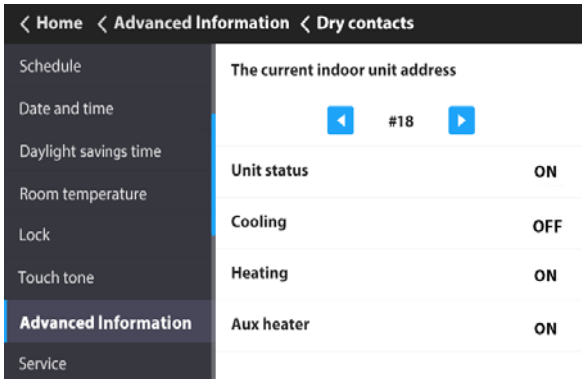 < Home < Advanced Information < Dry contacts
Schedule
Date and time
Daylight savings time
Room temperature
Lock
Touch tone
Advanced Information
Service
The current indoor unit address
#18
Unit status ON
Cooling OFF
Heating ON
Aux heater ON